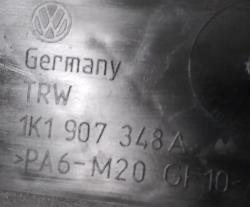 Germany
TRW
1K1 907 348 A
>PA6-M20 GF10<